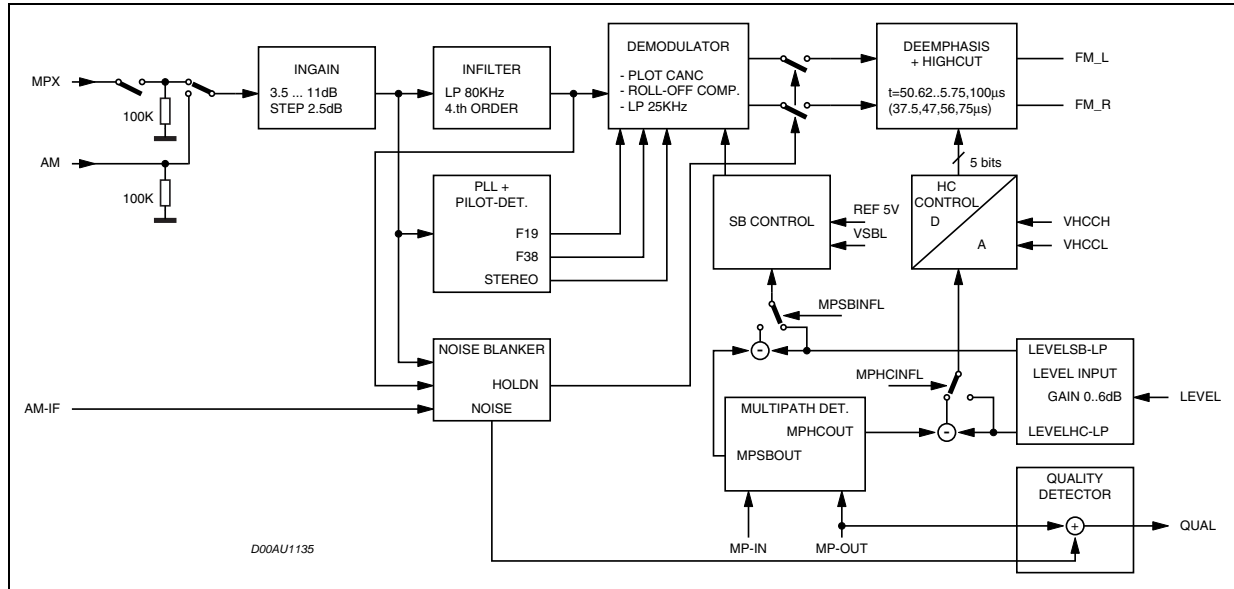 MPX
100K
AM
100K
INGAIN
3.5 ... 11dB
STEP 2.5dB
INFILTER
LP 80KHz
4.th ORDER
DEMODULATOR
- PLOT CANC
- ROLL-OFF COMP.
- LP 25KHz
DEEMPHASIS
+ HIGHCUT
t=50.62..5.75,100µs
(37.5,47,56,75µs)
FM_L
FM_R
5 bits
PLL +
PILOT-DET.
F19
F38
STEREO
SB CONTROL
REF 5V
VSBL
HC
CONTROL
D
A
VHCCH
VHCCL
MPSBINFL
-
NOISE BLANKER
HOLDN
NOISE
AM-IF
MPHCINFL
-
LEVELSB-LP
LEVEL INPUT
GAIN 0..6dB
LEVELHC-LP
LEVEL
MULTIPATH DET.
MPHCOUT
MPSBOUT
MP-IN
MP-OUT
QUALITY
DETECTOR
+
QUAL
D00AU1135